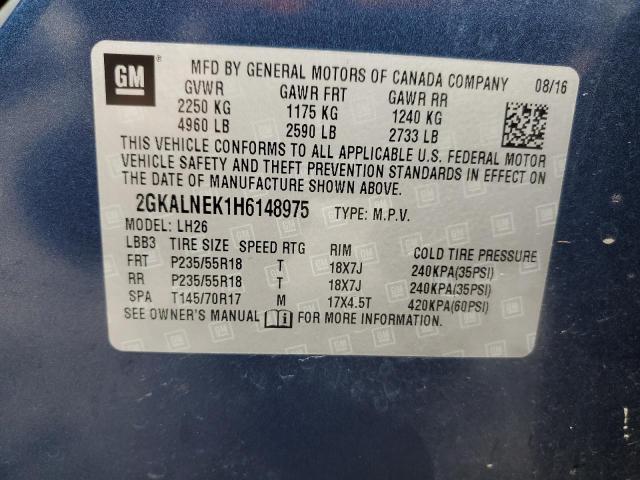 GM
MFD BY GENERAL MOTORS OF CANADA COMPANY 08/16
GVWR GAWR FRT GAWR RR
2250 KG 1175 KG 1240 KG
4960 LB 2590 LB 2733 LB
THIS VEHICLE CONFORMS TO ALL APPLICABLE U.S. FEDERAL MOTOR
VEHICLE SAFETY AND THEFT PREVENTION STANDARDS IN EFFECT ON
THE DATE OF MANUFACTURE SHOWN ABOVE.
2GKALNEK1H6148975 TYPE: M.P.V.
MODEL: LH26
LBB3 TIRE SIZE SPEED RTG RIM COLD TIRE PRESSURE
FRT P235/55R18 T 18X7J 240KPA(35PSI)
RR P235/55R18 T 18X7J 240KPA(35PSI)
SPA T145/70R17 M 17X4.5T 420KPA(60PSI)
SEE OWNER'S MANUAL FOR MORE INFORMATION.